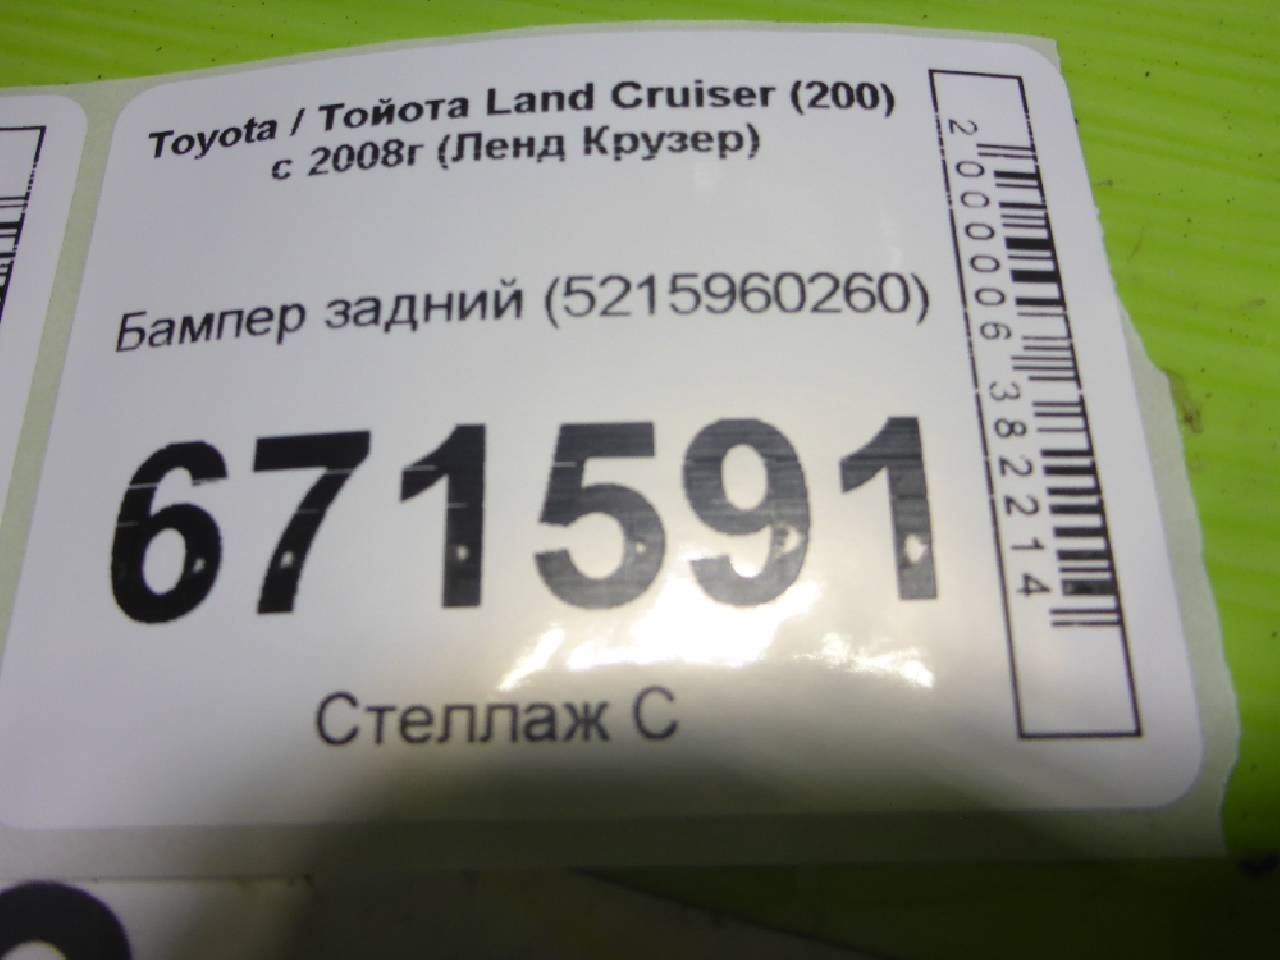 Toyota / Тойота Land Cruiser (200)
с 2008г (Ленд Крузер)
Бампер задний (5215960260)
671591
Стеллаж С
2000006382214